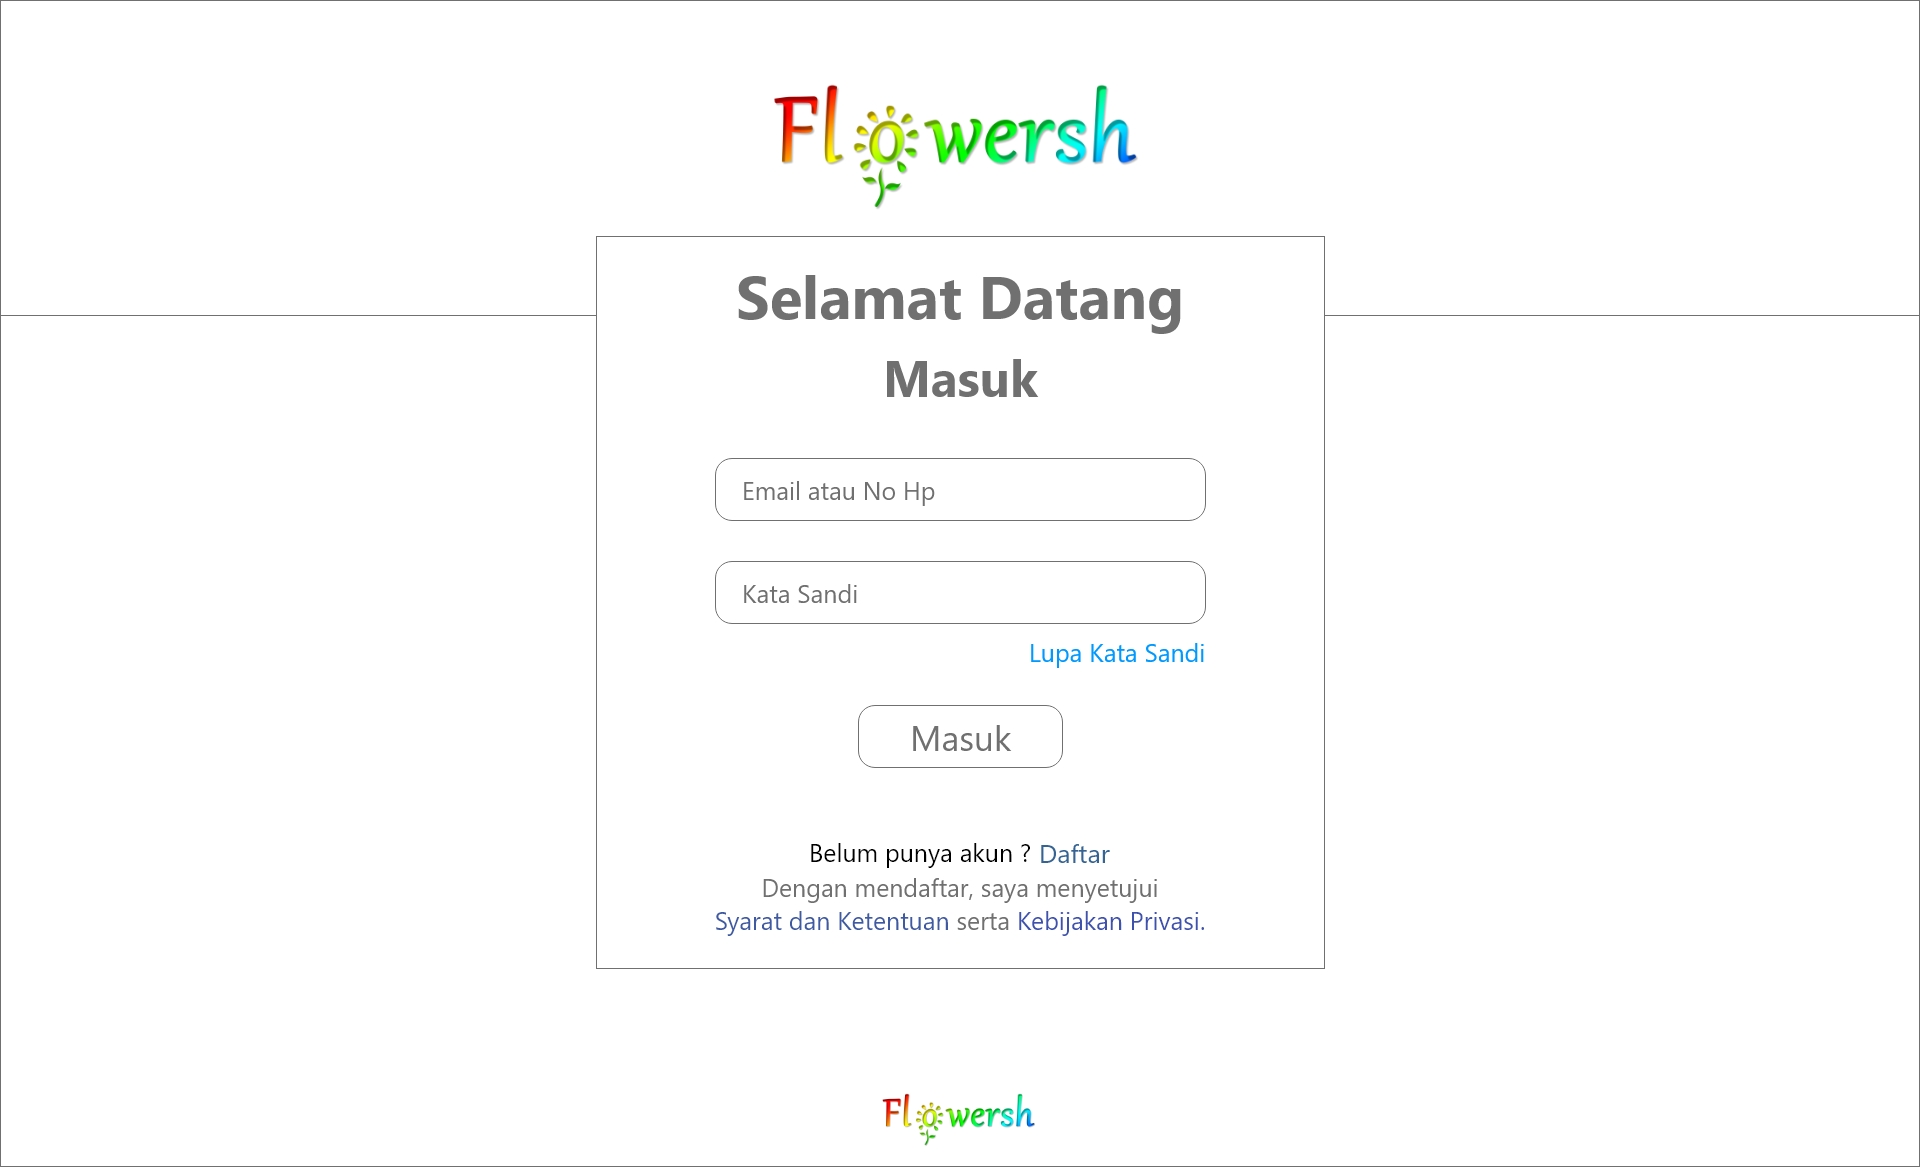 Flowersh
Selamat Datang
Masuk
Email atau No Hp
Kata Sandi
Lupa Kata Sandi
Masuk
Belum punya akun ? Daftar
Dengan mendaftar, saya menyetujui
Syarat dan Ketentuan serta Kebijakan Privasi.
Flowersh